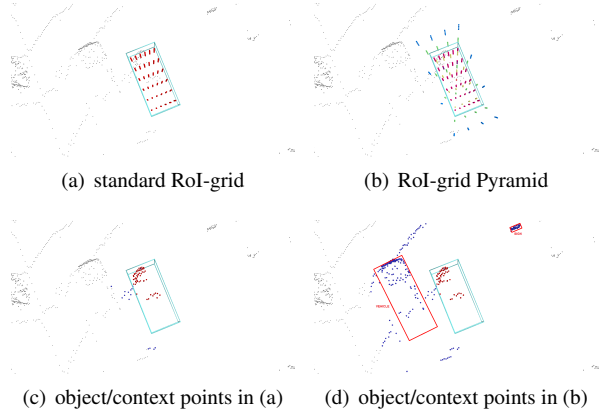 (a) standard RoI-grid
(b) RoI-grid Pyramid
(c) object/context points in (a)
(d) object/context points in (b)